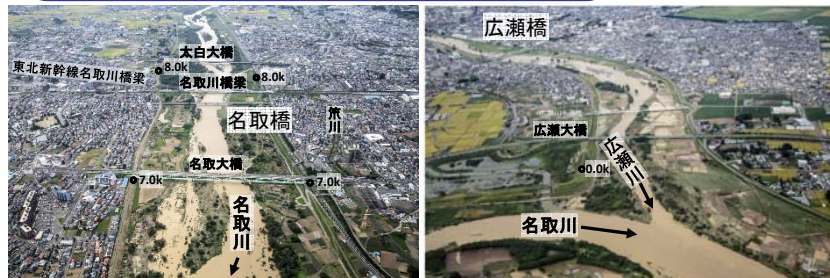 太白大橋
東北新幹線名取川橋梁
8.0k
8.0k
名取川橋梁
名取橋
笊川
名取大橋
7.0k
7.0k
名取川
広瀬橋
広瀬大橋
0.0k
広瀬川
名取川